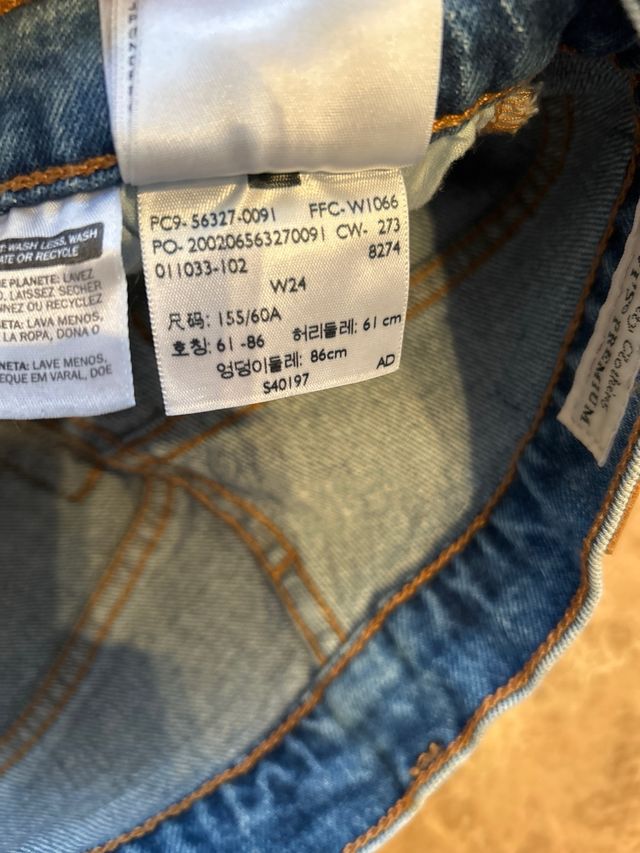 PC9- 56327-0091 FFC- W1066
PO- 200206563270091 CW- 273
011033-102 8274
W24
尺码: 155/60A
호칭: 61 -86 허리둘레: 61 cm
엉덩이둘레: 86cm
S40197 AD
WASH LESS, WASH
OR RECYCLE
PLANETE: LAVEZ
LAISSEZ SECHER
OU RECYCLEZ
LAVA MENOS,
LA ROPA, DONA O
LAVE MENOS,
EM VARAL, DOE
Clothing
PREMIUM